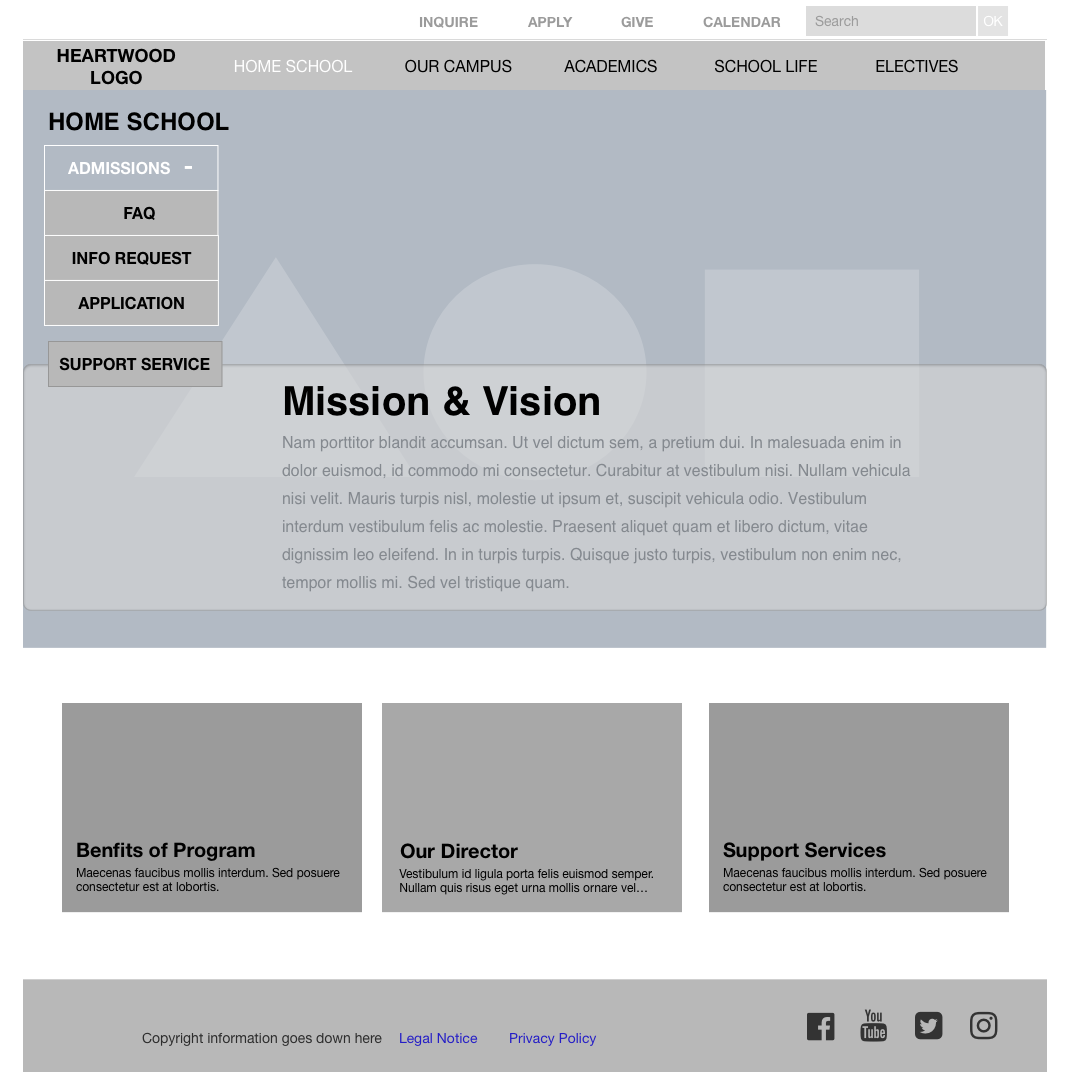 INQUIRE APPLY GIVE CALENDAR Search OK
HEARTWOOD
LOGO
HOME SCHOOL OUR CAMPUS ACADEMICS SCHOOL LIFE ELECTIVES
HOME SCHOOL
ADMISSIONS -
FAQ
INFO REQUEST
APPLICATION
SUPPORT SERVICE
Mission & Vision
Nam porttitor blandit accumsan. Ut vel dictum sem, a pretium dui. In malesuada enim in
dolor euismod, id commodo mi consectetur. Curabitur at vestibulum nisi. Nullam vehicula
nisi velit. Mauris turpis nisl, molestie ut ipsum et, suscipit vehicula odio. Vestibulum
interdum vestibulum felis ac molestie. Praesent aliquet quam et libero dictum, vitae
dignissim leo eleifend. In in turpis turpis. Quisque justo turpis, vestibulum non enim nec,
tempor mollis mi. Sed vel tristique quam.
Benfits of Program
Maecenas faucibus mollis interdum. Sed posuere
consectetur est at lobortis.
Our Director
Vestibulum id ligula porta felis euismod semper.
Nullam quis risus eget urna mollis ornare vel…
Support Services
Maecenas faucibus mollis interdum. Sed posuere
consectetur est at lobortis.
Copyright information goes down here Legal Notice Privacy Policy
You
Tube